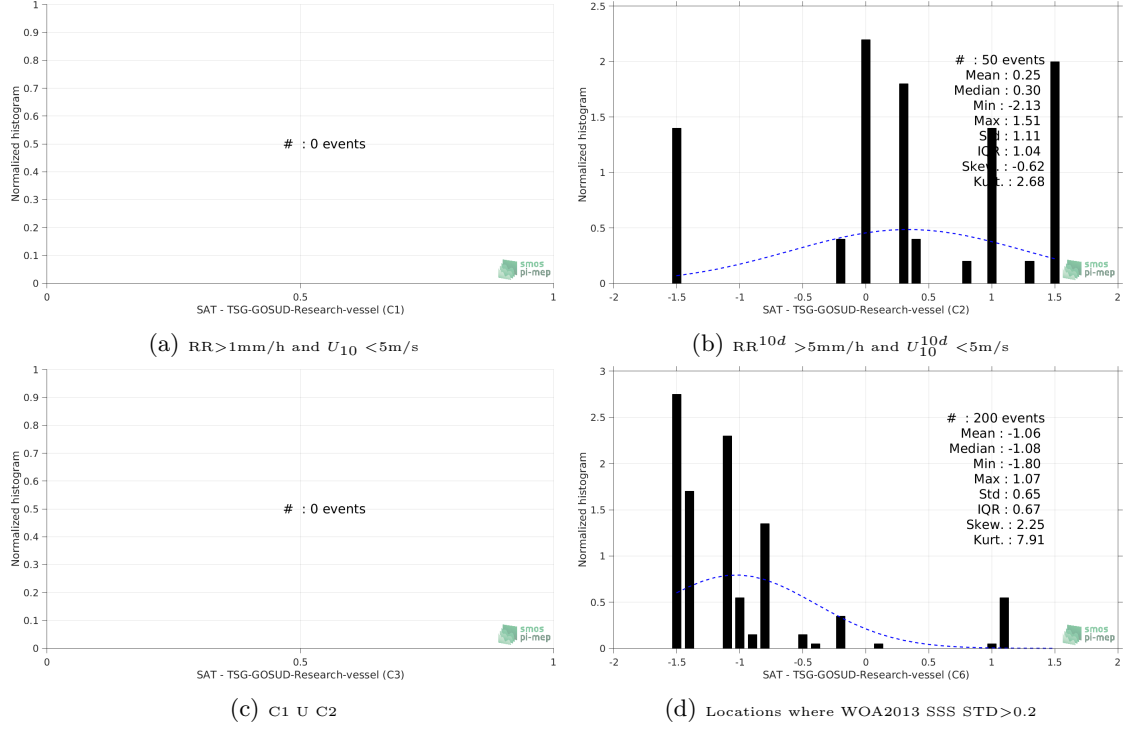 1
0.9
0.8
0.7
0.6
0.5
0.4
0.3
0.2
0.1
0
Normalized histogram
# : 0 events
smos
pi-mep
0 0.5 1
SAT - TSG-GOSUD-Research-vessel (C1)
(a) RR>1mm/h and U10 <5m/s
2.5
2
1.5
1
0.5
0
Normalized histogram
# : 50 events
Mean : 0.25
Median : 0.30
Min : -2.13
Max : 1.51
Std : 1.11
IQR : 1.04
Skew. : -0.62
Kurt. : 2.68
smos
pi-mep
-2 -1.5 -1 -0.5 0 0.5 1 1.5 2
SAT - TSG-GOSUD-Research-vessel (C2)
(b) RR10d >5mm/h and U10d10 <5m/s
1
0.9
0.8
0.7
0.6
0.5
0.4
0.3
0.2
0.1
0
Normalized histogram
# : 0 events
smos
pi-mep
0 0.5 1
SAT - TSG-GOSUD-Research-vessel (C3)
(c) C1 U C2
3
2.5
2
1.5
1
0.5
0
Normalized histogram
# : 200 events
Mean : -1.06
Median : -1.08
Min : -1.80
Max : 1.07
Std : 0.65
IQR : 0.67
Skew. : 2.25
Kurt. : 7.91
smos
pi-mep
-2 -1.5 -1 -0.5 0 0.5 1 1.5 2
SAT - TSG-GOSUD-Research-vessel (C6)
(d) Locations where WOA2013 SSS STD>0.2